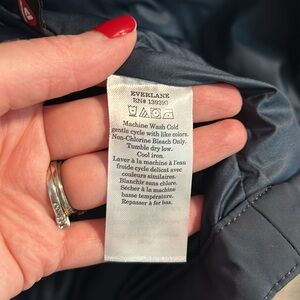 EVERLANE
RN# 139393
Machine Wash Cold
gentle cycle with like colors.
Non-Chlorine Bleach Only.
Tumble dry low.
Cool iron.
Laver à la machine à l'eau
froide cycle délicat avec
couleurs similaires.
Blanchir sans chlore.
Sécher à la machine
basse température.
Repasser à for bas.